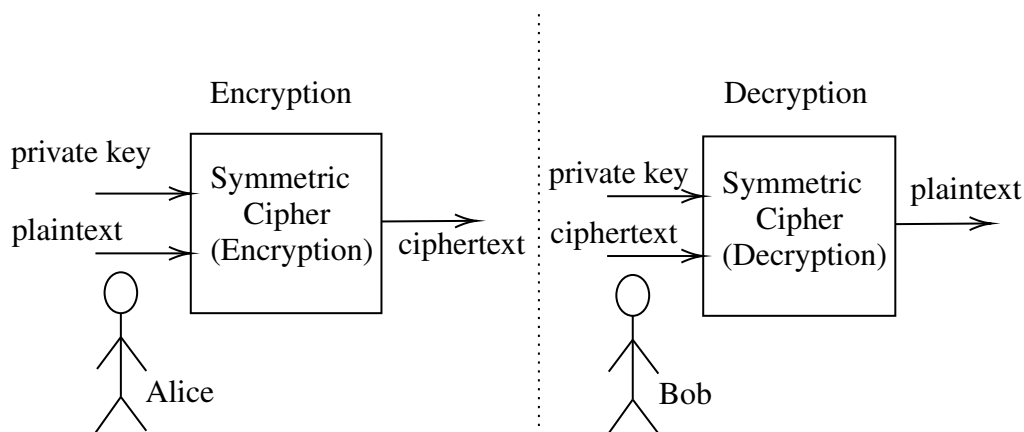 Encryption
private key
plaintext
Symmetric
Cipher
(Encryption)
ciphertext
Alice
Decryption
private key
ciphertext
Symmetric
Cipher
(Decryption)
plaintext
Bob